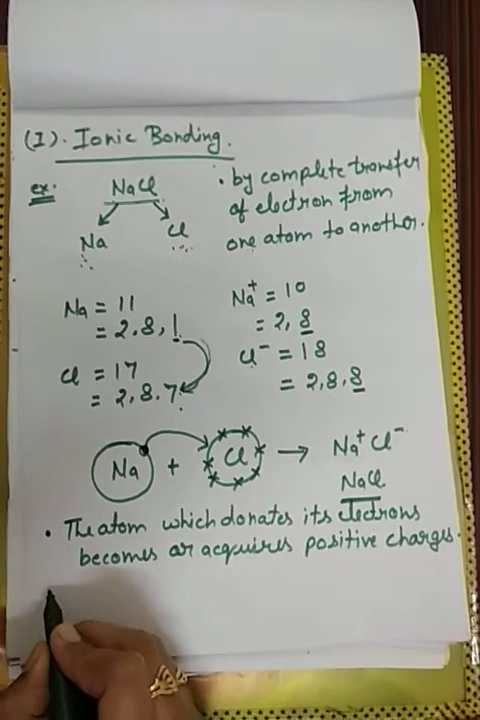 (I). Ionic Bonding.
ex. NaCl
Na Cl
• by complete transfer
of electron from
one atom to another.
Na = 11
= 2,8,1
Cl = 17
= 2,8,7
Na⁺ = 10
= 2,8
Cl⁻ = 18
= 2,8,8
Na + Cl → Na⁺Cl⁻
NaCl
• The atom which donates its electrons
becomes or acquires positive charges.